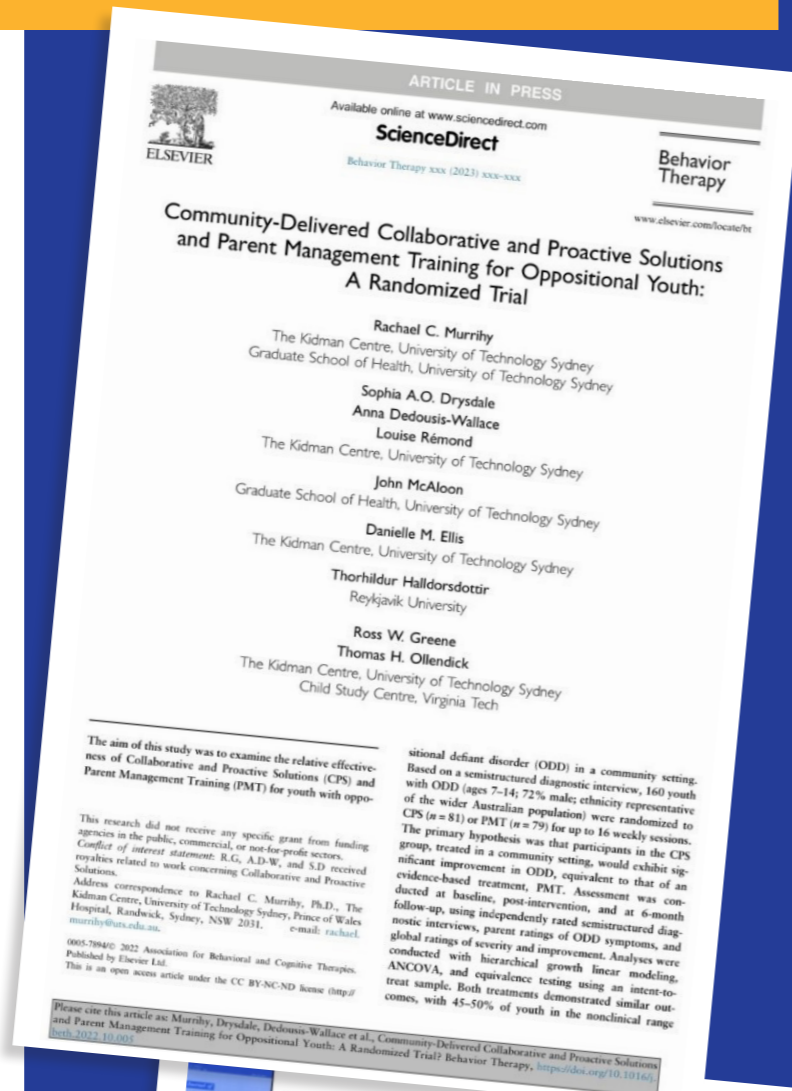 ARTICLE IN PRESS
Available online at www.sciencedirect.com
ScienceDirect
ELSEVIER
Behavior Therapy xxx (2023) xxx–xxx
Behavior
Therapy
www.elsevier.com/locate/bt
Community-Delivered Collaborative and Proactive Solutions
and Parent Management Training for Oppositional Youth:
A Randomized Trial
Rachael C. Murrihy
The Kidman Centre, University of Technology Sydney
Graduate School of Health, University of Technology Sydney
Sophia A.O. Drysdale
Anna Dedousis-Wallace
Louise Rémond
The Kidman Centre, University of Technology Sydney
John McAloon
Graduate School of Health, University of Technology Sydney
Danielle M. Ellis
The Kidman Centre, University of Technology Sydney
Thorhildur Halldorsdottir
Reykjavik University
Ross W. Greene
Thomas H. Ollendick
The Kidman Centre, University of Technology Sydney
Child Study Centre, Virginia Tech
The aim of this study was to examine the relative effective-
ness of Collaborative and Proactive Solutions (CPS) and
Parent Management Training (PMT) for youth with oppo-
This research did not receive any specific grant from funding
agencies in the public, commercial, or not-for-profit sectors.
Conflict of interest statement: R.G, A.D-W, and S.D received
royalties related to work concerning Collaborative and Proactive
Solutions.
Address correspondence to Rachael C. Murrihy, Ph.D., The
Kidman Centre, University of Technology Sydney, Prince of Wales
Hospital, Randwick, Sydney, NSW 2031. e-mail: rachael.
murrihy@uts.edu.au.
0005-7894/© 2022 Association for Behavioral and Cognitive Therapies.
Published by Elsevier Ltd.
This is an open access article under the CC BY-NC-ND license (http://
sitional defiant disorder (ODD) in a community setting.
Based on a semistructured diagnostic interview, 160 youth
with ODD (ages 7–14; 72% male; ethnicity representative
of the wider Australian population) were randomized to
CPS (n = 81) or PMT (n = 79) for up to 16 weekly sessions.
The primary hypothesis was that participants in the CPS
group, treated in a community setting, would exhibit sig-
nificant improvement in ODD, equivalent to that of an
evidence-based treatment, PMT. Assessment was con-
ducted at baseline, post-intervention, and at 6-month
follow-up, using independently rated semistructured diag-
nostic interviews, parent ratings of ODD symptoms, and
global ratings of severity and improvement. Analyses were
conducted with hierarchical growth linear modeling,
ANCOVA, and equivalence testing using an intent-to-
treat sample. Both treatments demonstrated similar out-
comes, with 45–50% of youth in the nonclinical range
Please cite this article as: Murrihy, Drysdale, Dedousis-Wallace et al., Community-Delivered Collaborative and Proactive Solutions
and Parent Management Training for Oppositional Youth: A Randomized Trial? Behavior Therapy, https://doi.org/10.1016/j.
beth.2022.10.005